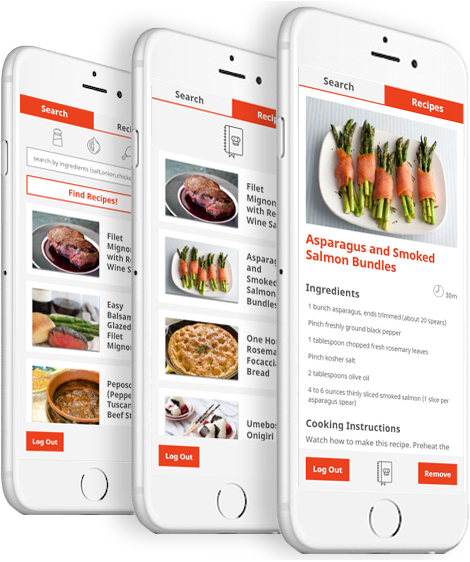 Search
search by ingredients (salt,onion,chicke
Find Recipes!
Filet
Migno
with Re
Wine S
Easy
Balsam
Glazed
Filet
Migno
Peposo
(Peppe
Tuscan
Beef St
Log Out
Search
Recip
Filet
Mignon
with Re
Wine Sa
Asparag
and
Smoked
Salmon
Bundles
One Ho
Rosema
Focacci
Bread
Umebos
Onigiri
Log Out
Search
Recipes
Asparagus and Smoked
Salmon Bundles
30m
Ingredients
1 bunch asparagus, ends trimmed (about 20 spears)
Pinch freshly ground black pepper
1 tablespoon chopped fresh rosemary leaves
Pinch kosher salt
2 tablespoons olive oil
4 to 6 ounces thinly sliced smoked salmon (1 slice per
asparagus spear)
Cooking Instructions
Watch how to make this recipe. Preheat the
Log Out
Remove